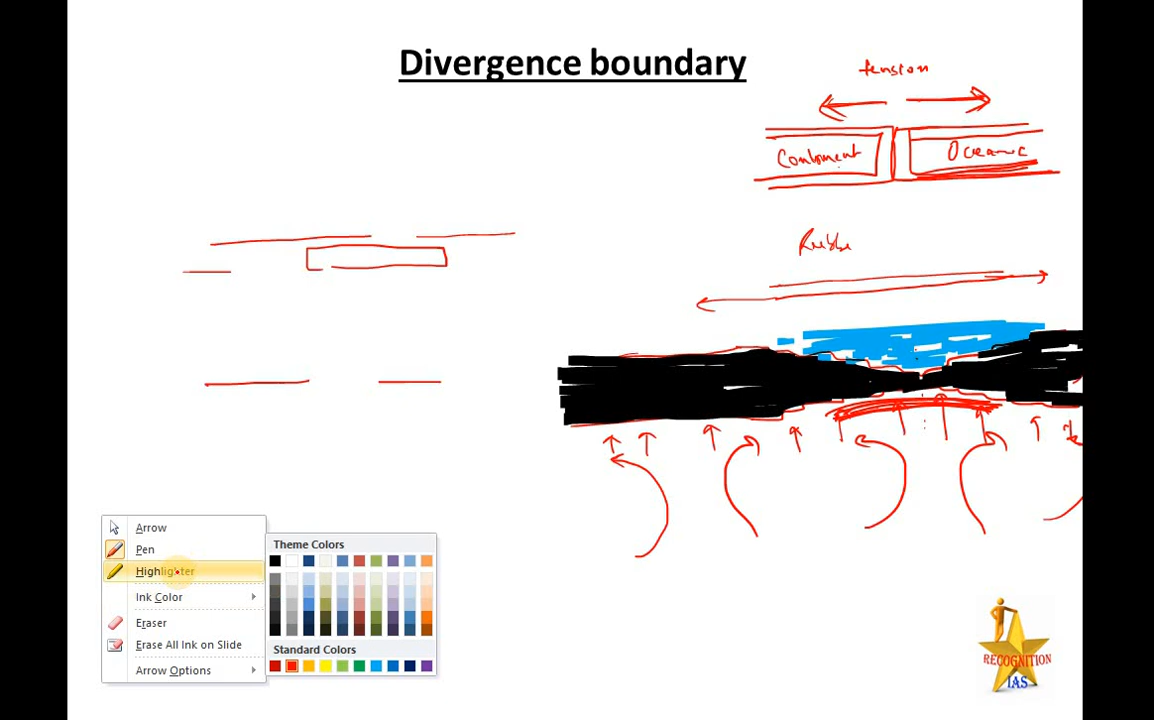 Divergence boundary
tension
Oceanic
Arrow
Pen
Highlighter
Ink Color
Eraser
Erase All Ink on Slide
Arrow Options
Theme Colors
Standard Colors
RECOGNITION
IAS